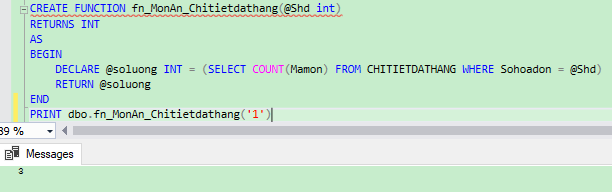 CREATE FUNCTION fn_MonAn_Chitietdathang(@Shd int)
RETURNS INT
AS
BEGIN
DECLARE @soluong INT = (SELECT COUNT(Mamon) FROM CHITIETDATHANG WHERE Sohoadon = @Shd)
RETURN @soluong
END
PRINT dbo.fn_MonAn_Chitietdathang('1')
89 %
Messages
3